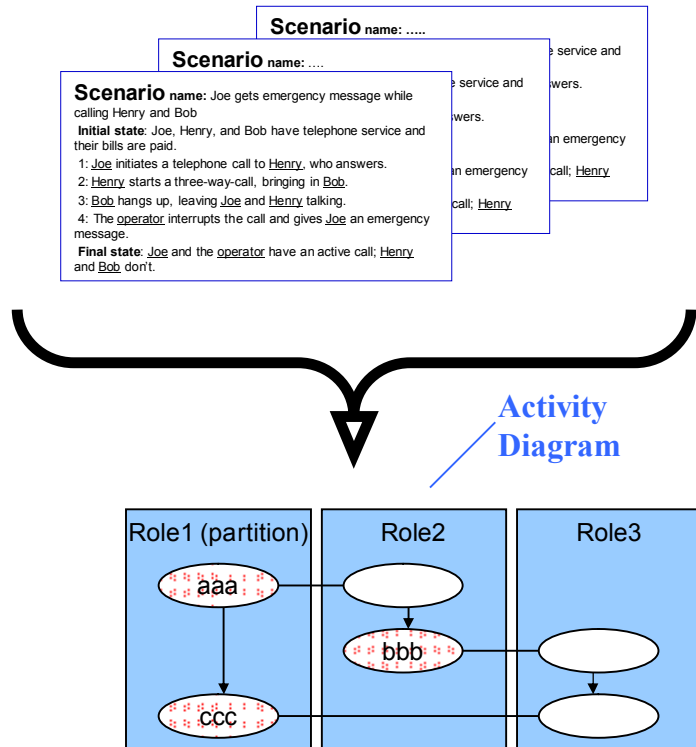 Scenario name: .....
e service and
wers.
n emergency
call; Henry
Scenario name: ....
e service and
wers.
n emergency
call; Henry
Scenario name: Joe gets emergency message while
calling Henry and Bob
Initial state: Joe, Henry, and Bob have telephone service and
their bills are paid.
1: Joe initiates a telephone call to Henry, who answers.
2: Henry starts a three-way-call, bringing in Bob.
3: Bob hangs up, leaving Joe and Henry talking.
4: The operator interrupts the call and gives Joe an emergency
message.
Final state: Joe and the operator have an active call; Henry
and Bob don't.
Activity
Diagram
Role1 (partition)
Role2
Role3
aaa
bbb
ccc